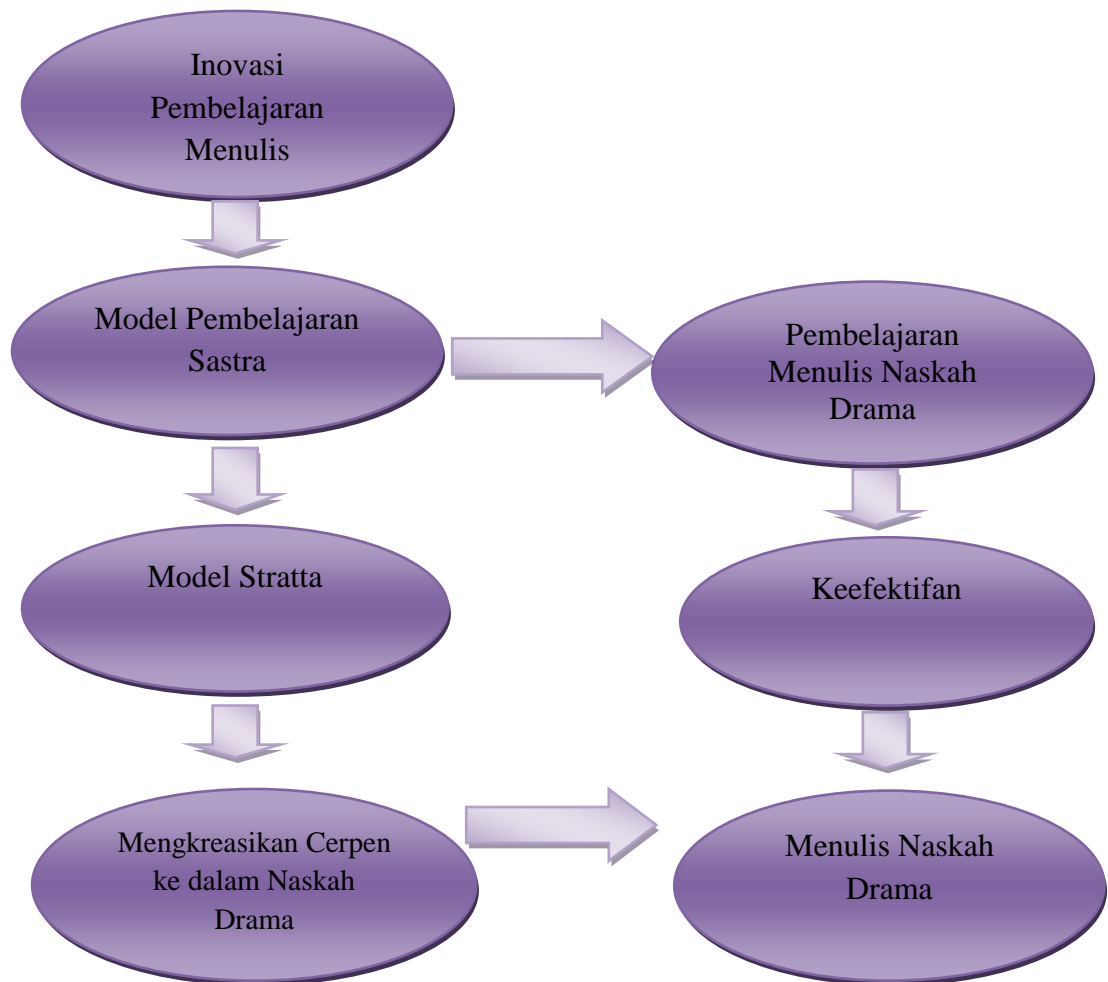 Inovasi
Pembelajaran
Menulis
Model Pembelajaran
Sastra
Pembelajaran
Menulis Naskah
Drama
Model Stratta
Keefektifan
Mengkreasikan Cerpen
ke dalam Naskah
Drama
Menulis Naskah
Drama